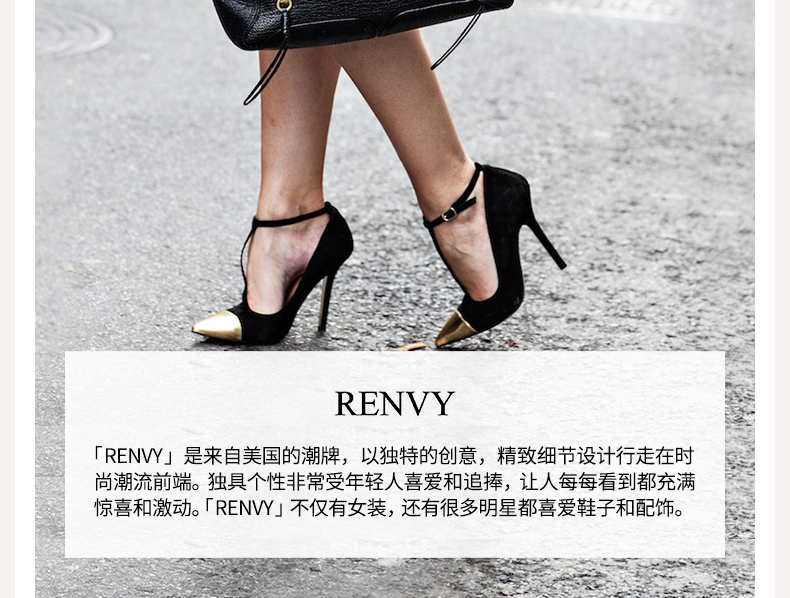 RENVY
「RENVY」是来自美国的潮牌，以独特的创意，精致细节设计行走在时
尚潮流前端。独具个性非常受年轻人喜爱和追捧，让人每每看到都充满
惊喜和激动。「RENVY」不仅有女装，还有很多明星都喜爱鞋子和配饰。